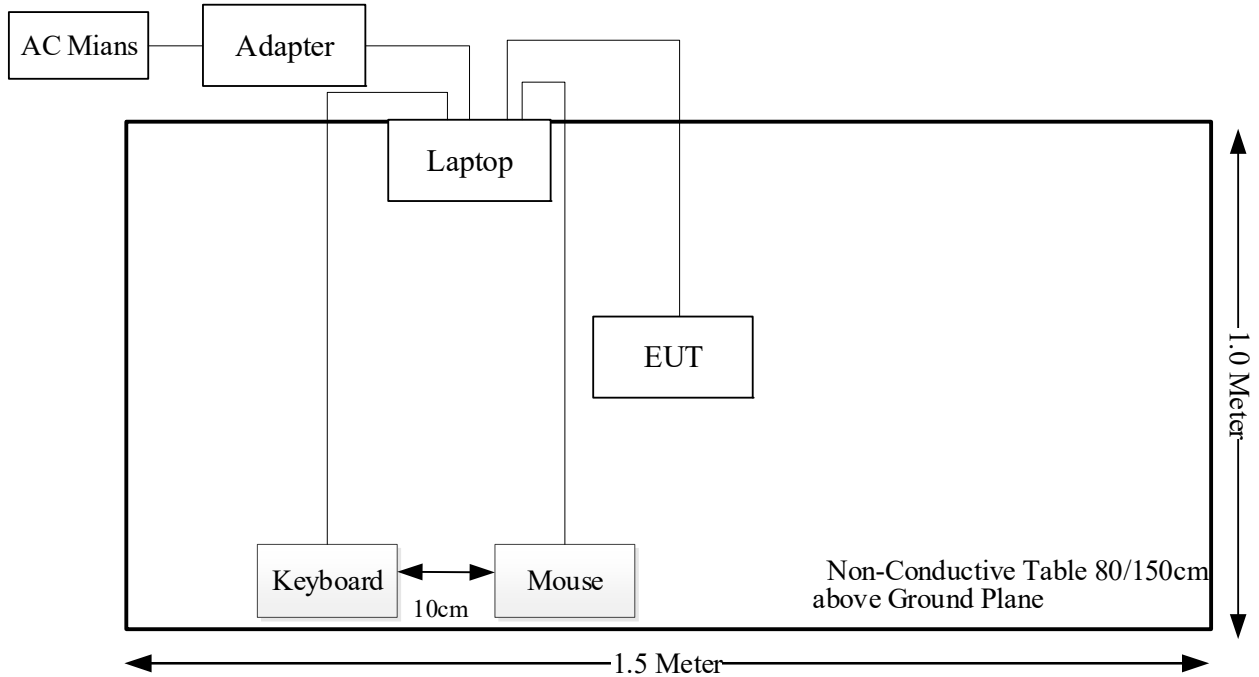 AC Mians
Adapter
Laptop
EUT
1.0 Meter
Keyboard
Mouse
10cm
Non-Conductive Table 80/150cm
above Ground Plane
1.5 Meter